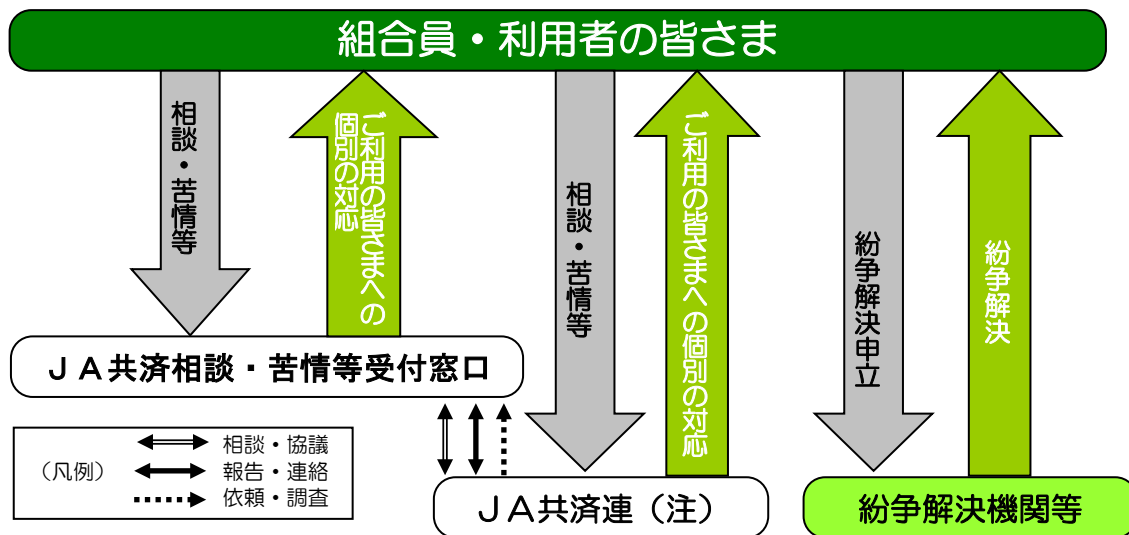 組合員・利用者の皆さま
相談・苦情等
ご利用の皆さまへの
個別の対応
相談・苦情等
ご利用の皆さまへの個別の対応
紛争解決申立
紛争解決
ＪＡ共済相談・苦情等受付窓口
（凡例）
相談・協議
報告・連絡
依頼・調査
ＪＡ共済連（注）
紛争解決機関等